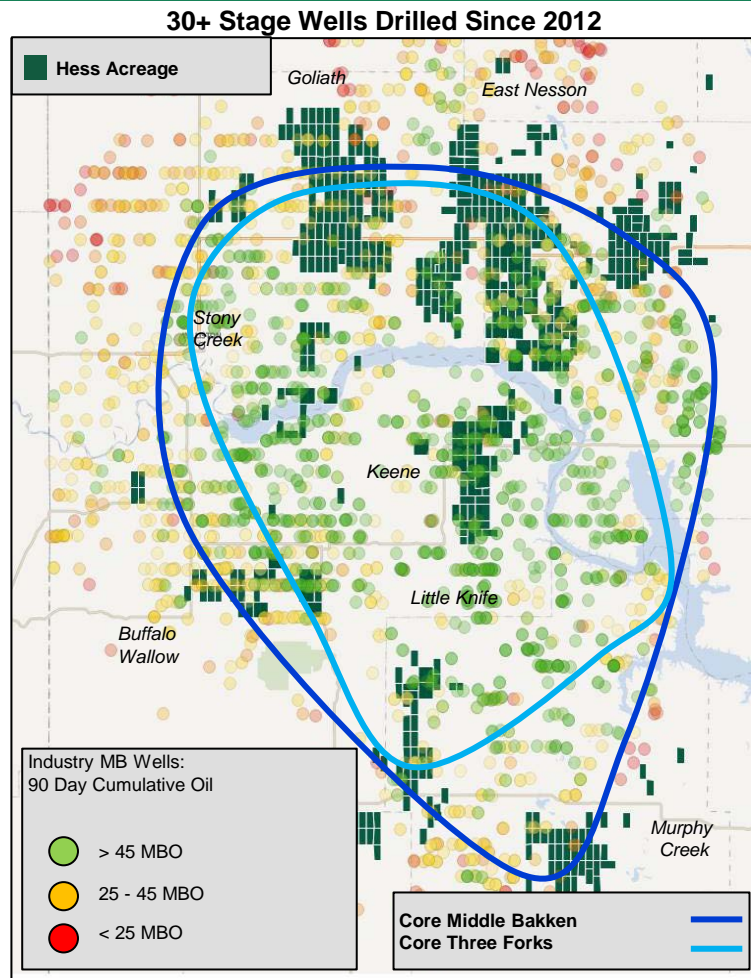 30+ Stage Wells Drilled Since 2012
Hess Acreage
Goliath
East Nesson
Stony
Creek
Keene
Little Knife
Buffalo
Wallow
Industry MB Wells:
90 Day Cumulative Oil
> 45 MBO
25 - 45 MBO
< 25 MBO
Murphy
Creek
Core Middle Bakken
Core Three Forks